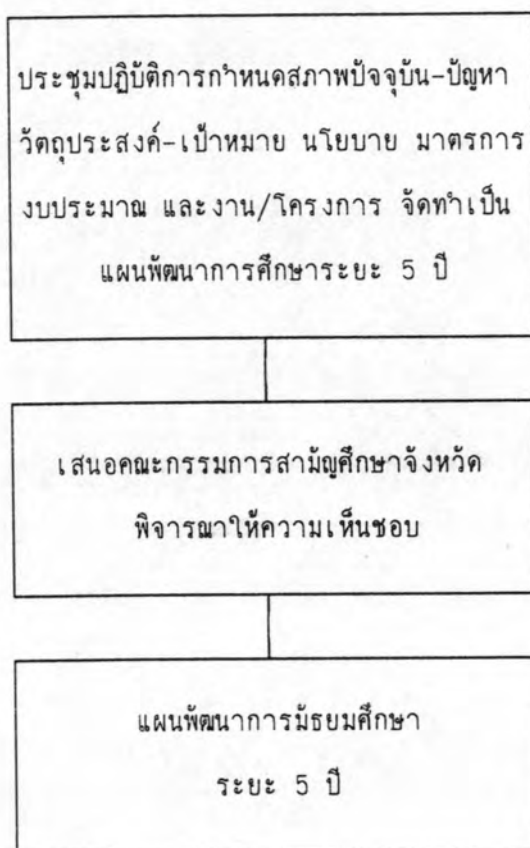 ประชุมปฏิบัติการกำหนดสภาพปัจจุบัน-ปัญหา
วัตถุประสงค์-เป้าหมาย นโยบาย มาตรการ
งบประมาณ และงาน/โครงการ จัดทำเป็น
แผนพัฒนาการศึกษาระยะ 5 ปี
เสนอคณะกรรมการสามัญศึกษาจังหวัด
พิจารณาให้ความเห็นชอบ
แผนพัฒนาการมัธยมศึกษา
ระยะ 5 ปี